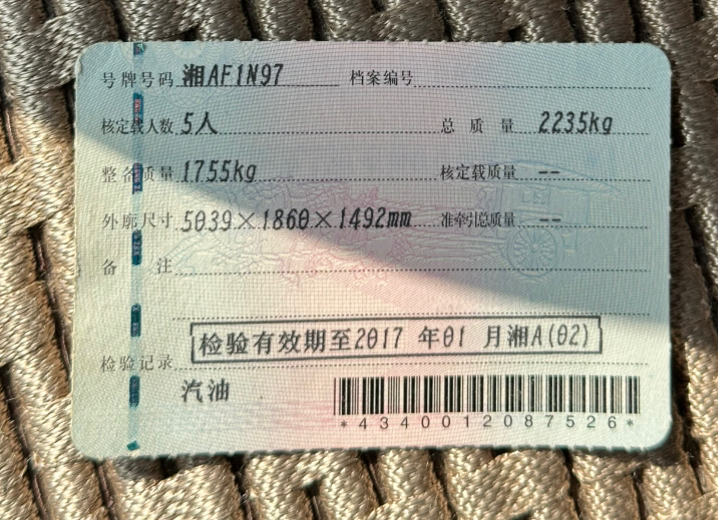 号牌号码 湘AF1N97 档案编号
核定载人数 5人 总质量 2235kg
整备质量 1755kg 核定载质量 --
外廓尺寸 5039×1860×1492mm 准牵引总质量 --
备注
检验有效期至2017 年01 月湘A(02)
检验记录
汽油
*4340012087526*